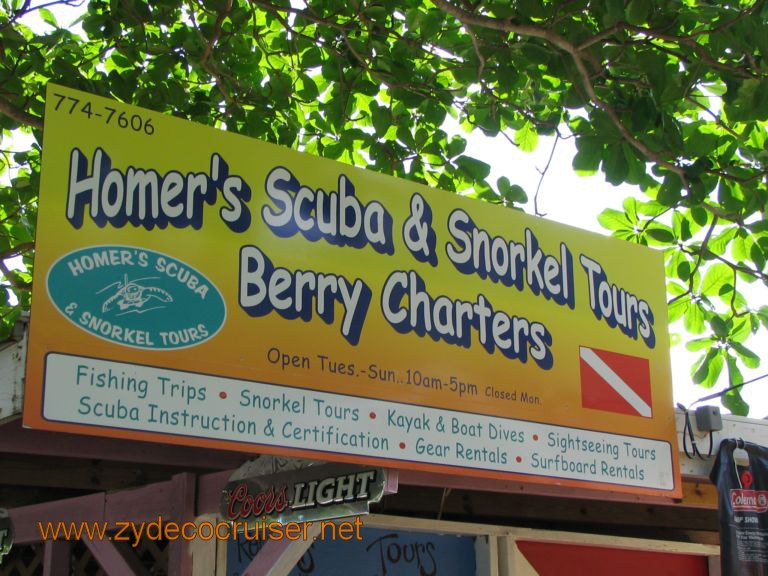 774-7606
Homer's Scuba & Snorkel Tours
Berry Charters
HOMER'S SCUBA
& SNORKEL TOURS
Open Tues.-Sun..10am-5pm Closed Mon.
Fishing Trips • Snorkel Tours • Kayak & Boat Dives • Sightseeing Tours
Scuba Instruction & Certification • Gear Rentals • Surfboard Rentals
Coors LIGHT
Coleman
www.zydecocruiser.net
Tours